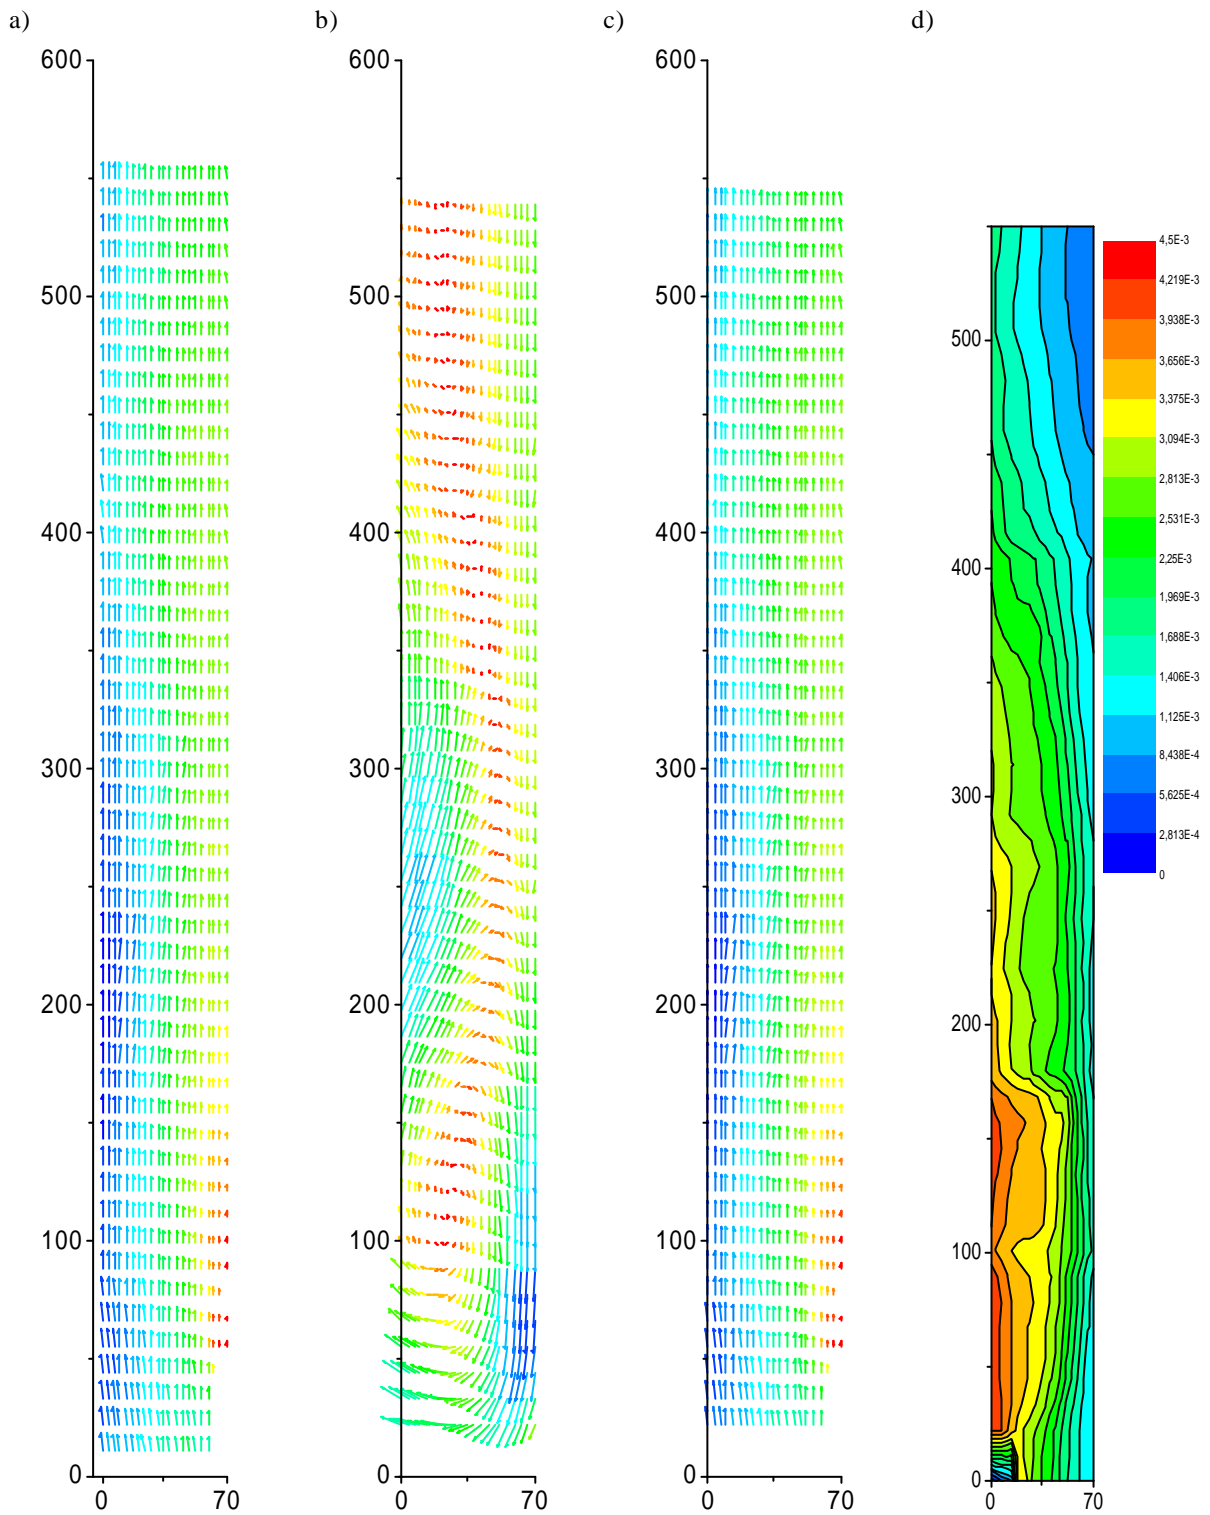 a) b) c) d)
600 600 600
4,5E-3
4,219E-3
500 500 500
3,938E-3
500
3,656E-3
3,375E-3
3,094E-3
2,813E-3
400 400 400
2,531E-3
2,25E-3
400
1,969E-3
1,688E-3
1,406E-3
1,125E-3
300 300 300
8,438E-4
300
5,625E-4
2,813E-4
0
200 200 200
200
100 100 100
100
0 0 0 0
0 70 0 70 0 70 0 70